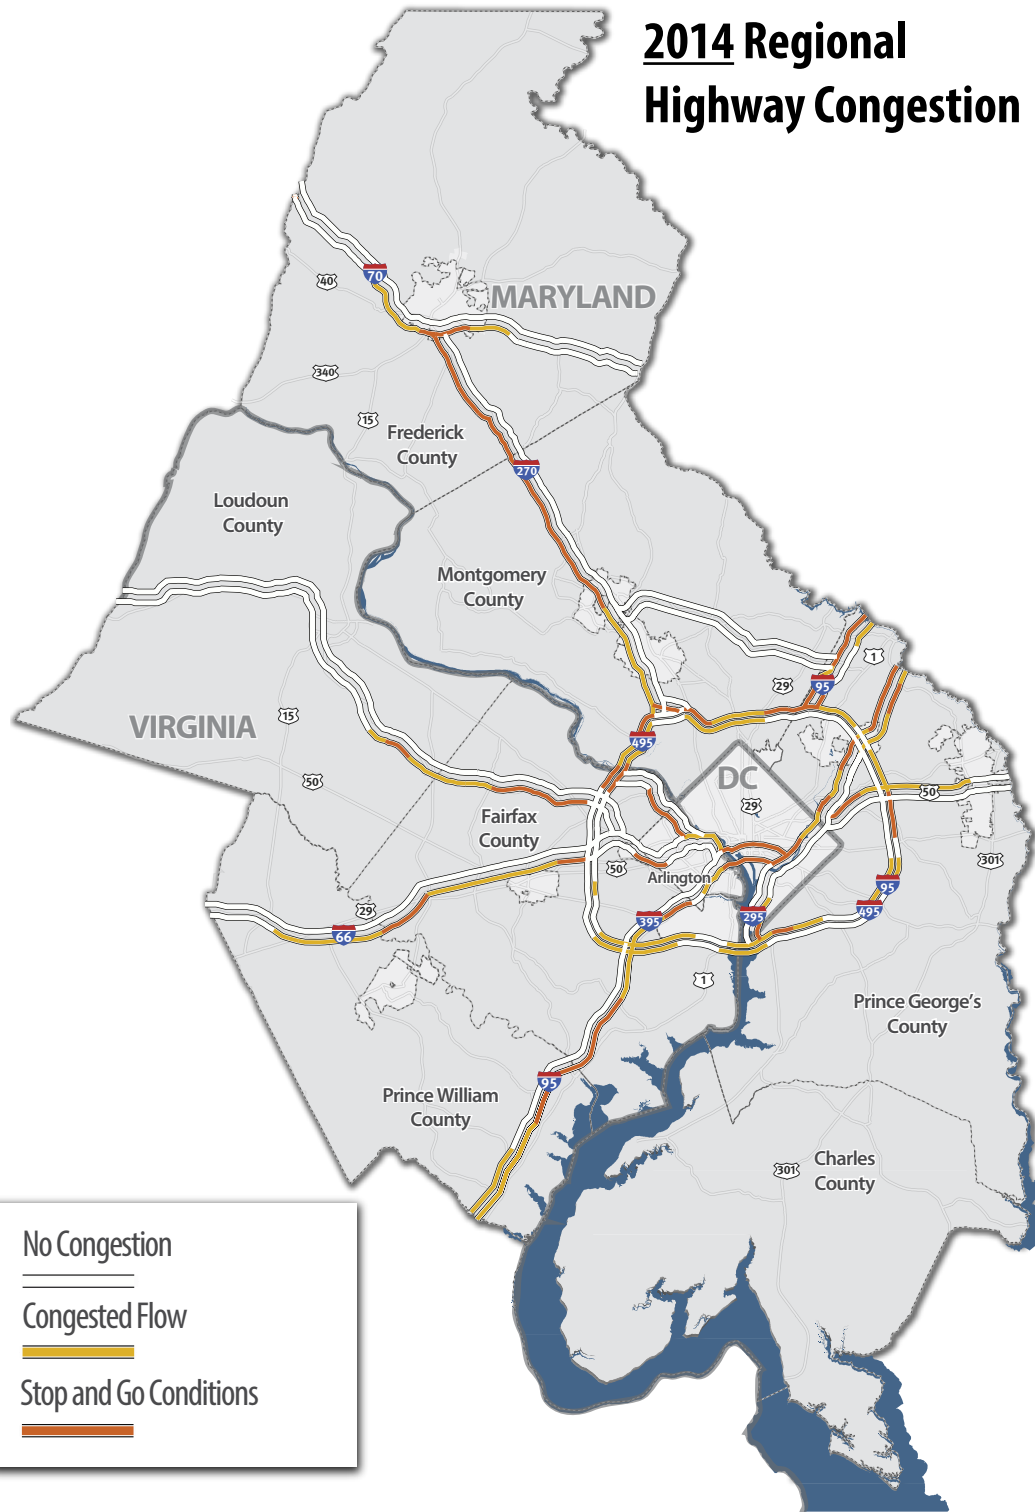 2014 Regional
Highway Congestion
70
40
MARYLAND
340
15
Frederick
County
270
Loudoun
County
Montgomery
County
1
29
95
VIRGINIA
15
495
50
DC
29
50
Fairfax
County
301
50
Arlington
95
29
495
395
295
66
1
Prince George's
County
95
Prince William
County
301
Charles
County
No Congestion
Congested Flow
Stop and Go Conditions